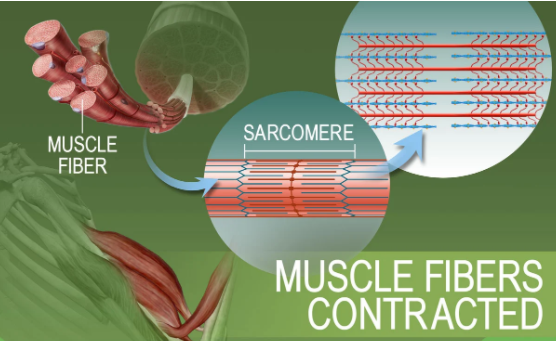 MUSCLE
FIBER
SARCOMERE
MUSCLE FIBERS
CONTRACTED